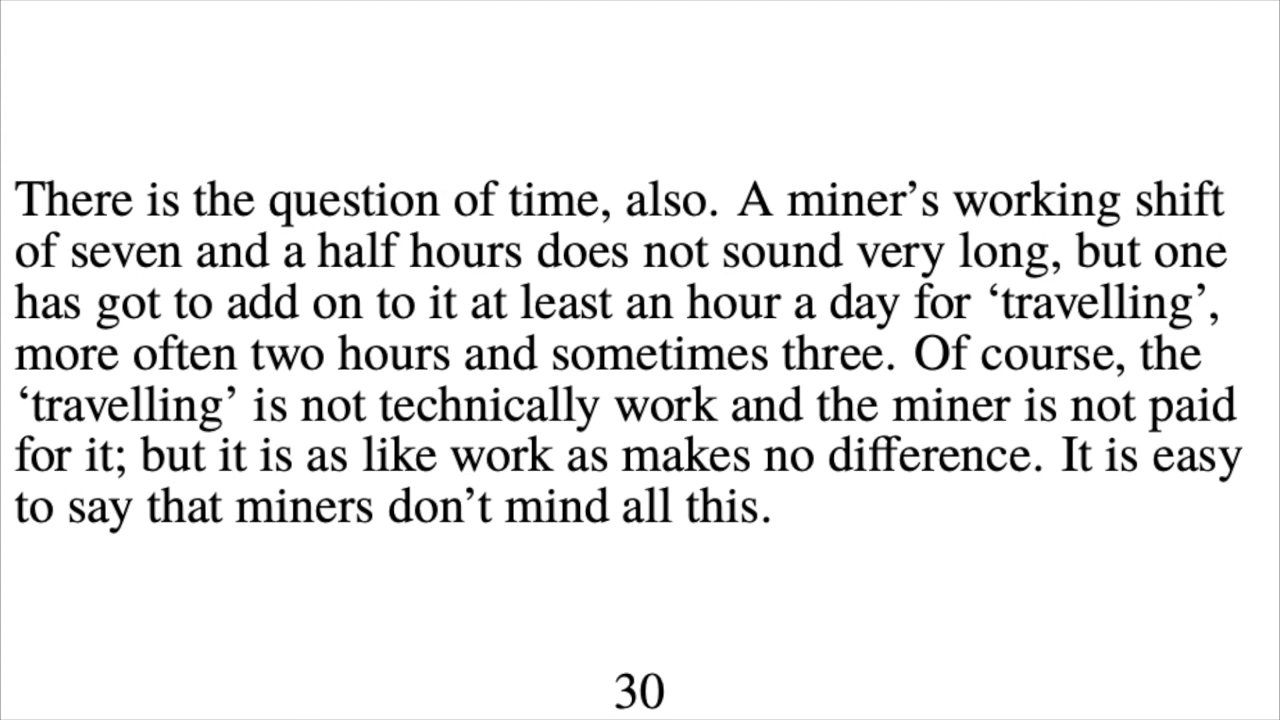 There is the question of time, also. A miner’s working shift
of seven and a half hours does not sound very long, but one
has got to add on to it at least an hour a day for ‘travelling’,
more often two hours and sometimes three. Of course, the
‘travelling’ is not technically work and the miner is not paid
for it; but it is as like work as makes no difference. It is easy
to say that miners don’t mind all this.
30